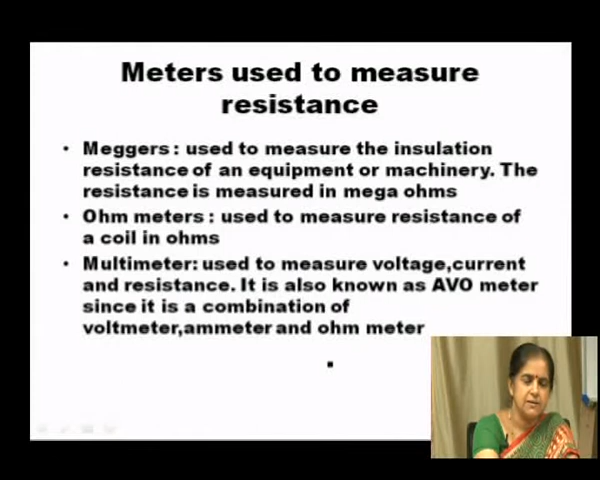 Meters used to measure
resistance
• Meggers : used to measure the insulation
resistance of an equipment or machinery. The
resistance is measured in mega ohms
• Ohm meters : used to measure resistance of
a coil in ohms
• Multimeter: used to measure voltage,current
and resistance. It is also known as AVO meter
since it is a combination of
voltmeter,ammeter and ohm meter